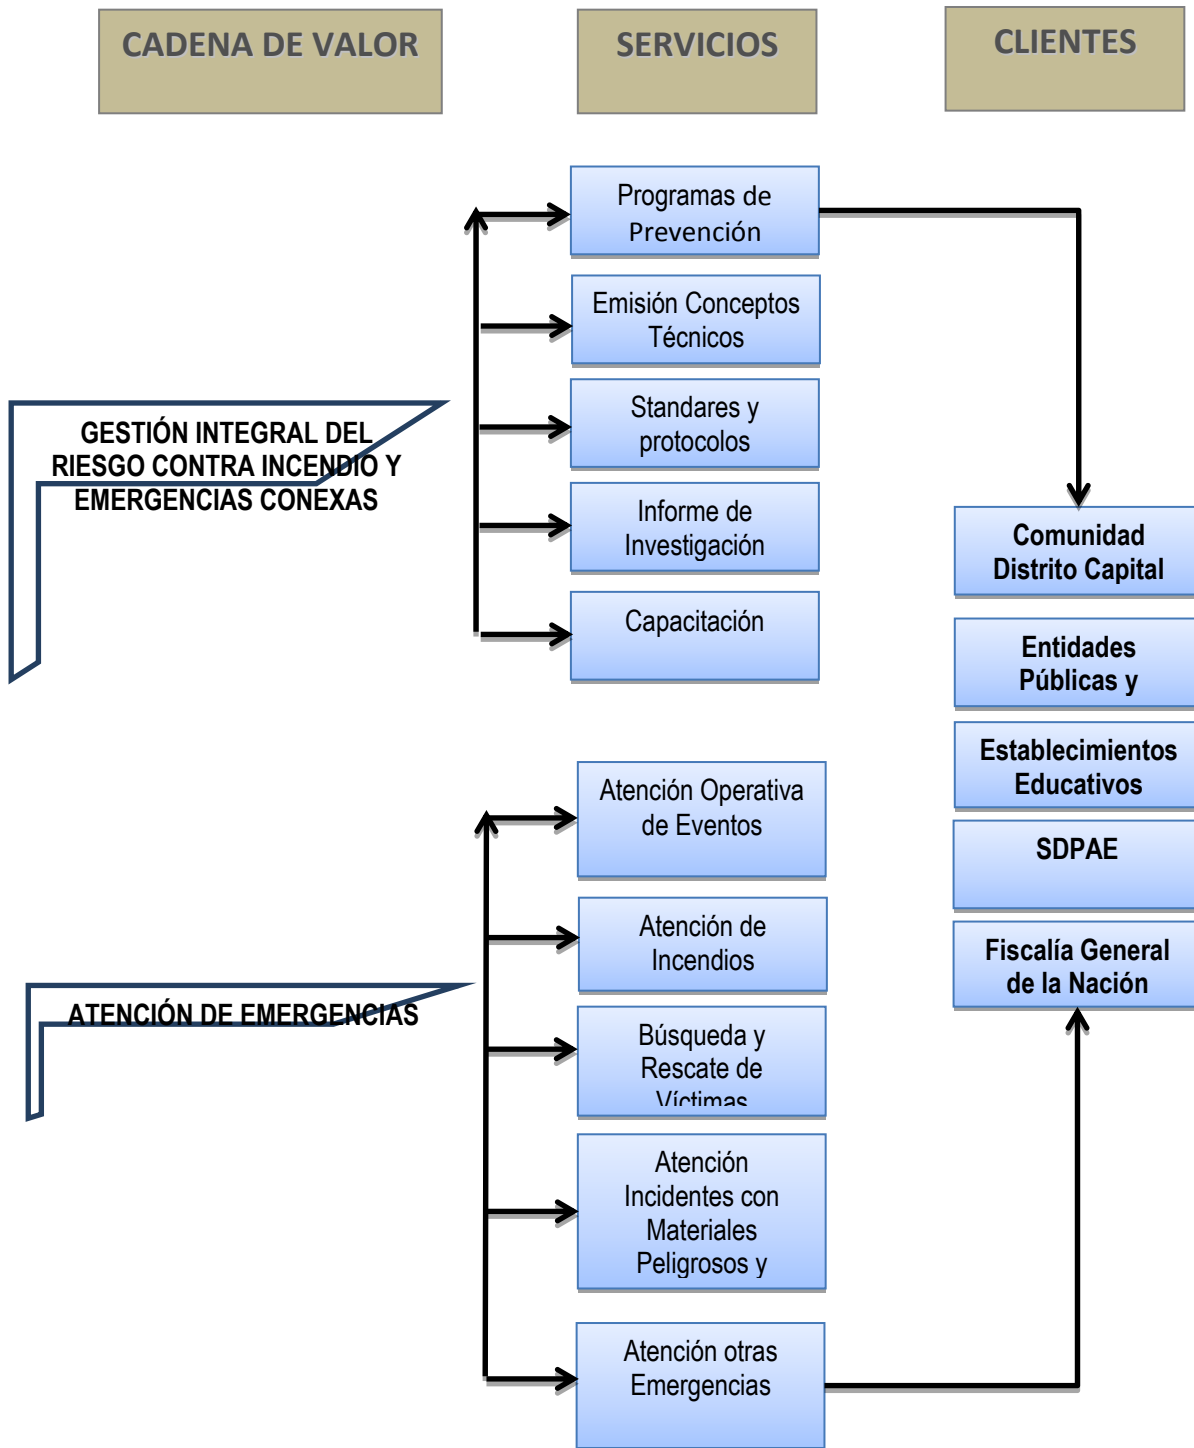 CADENA DE VALOR
SERVICIOS
CLIENTES
Programas de
Prevención
Emisión Conceptos
Técnicos
Standares y
protocolos
Informe de
Investigación
Capacitación
GESTIÓN INTEGRAL DEL
RIESGO CONTRA INCENDIO Y
EMERGENCIAS CONEXAS
Comunidad
Distrito Capital
Entidades
Públicas y
Establecimientos
Educativos
SDPAE
Fiscalía General
de la Nación
Atención Operativa
de Eventos
Atención de
Incendios
Búsqueda y
Rescate de
Víctimas
Atención
Incidentes con
Materiales
Peligrosos y
Atención otras
Emergencias
ATENCIÓN DE EMERGENCIAS